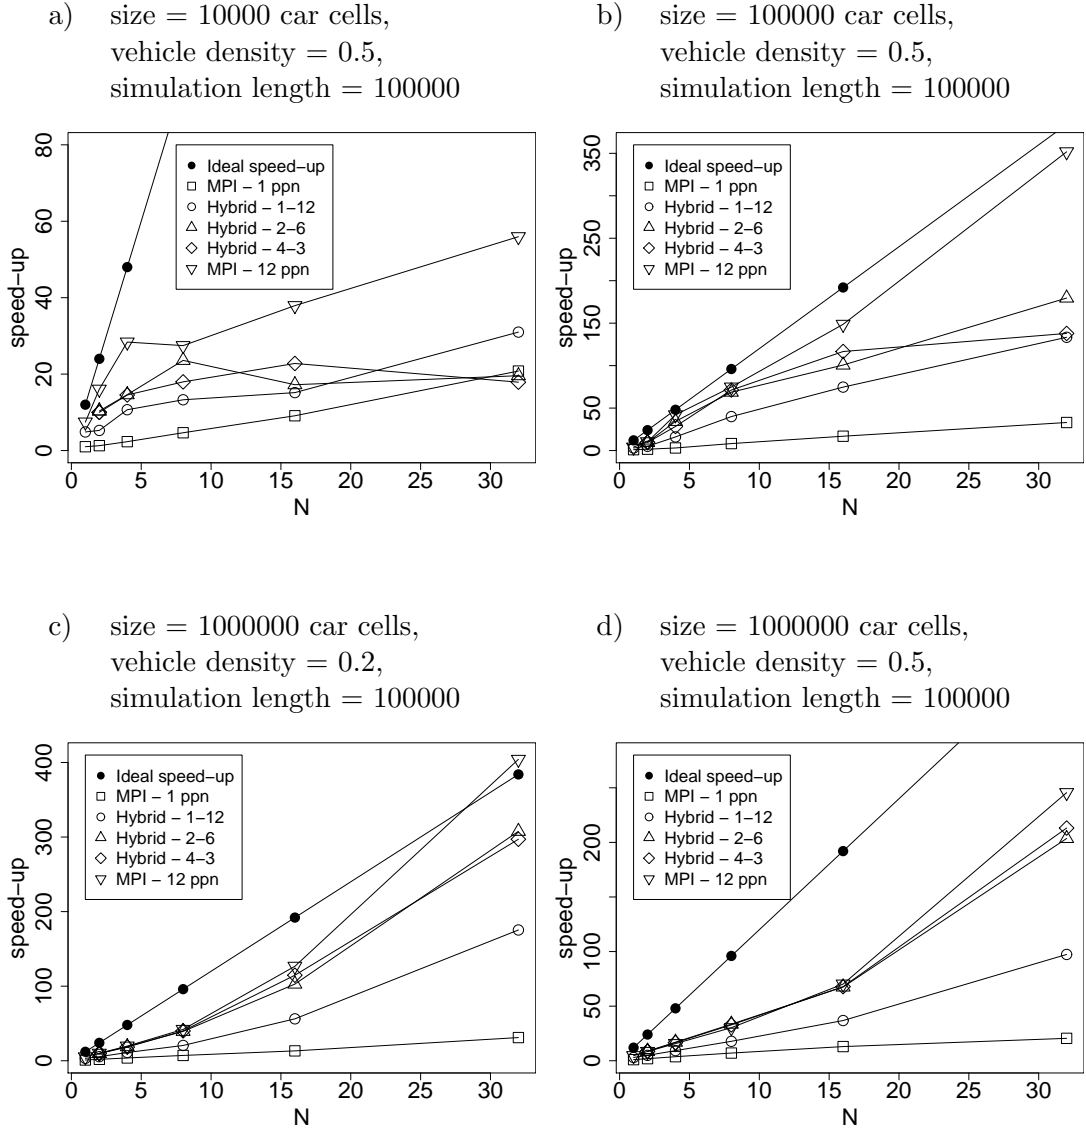 a) size = 10000 car cells,
vehicle density = 0.5,
simulation length = 100000
speed−up
80
60
40
20
0
Ideal speed−up
MPI − 1 ppn
Hybrid − 1−12
Hybrid − 2−6
Hybrid − 4−3
MPI − 12 ppn
0 5 10 15 20 25 30
N
b) size = 100000 car cells,
vehicle density = 0.5,
simulation length = 100000
speed−up
350
250
150
50
0
Ideal speed−up
MPI − 1 ppn
Hybrid − 1−12
Hybrid − 2−6
Hybrid − 4−3
MPI − 12 ppn
0 5 10 15 20 25 30
N
c) size = 1000000 car cells,
vehicle density = 0.2,
simulation length = 100000
speed−up
400
300
200
100
0
Ideal speed−up
MPI − 1 ppn
Hybrid − 1−12
Hybrid − 2−6
Hybrid − 4−3
MPI − 12 ppn
0 5 10 15 20 25 30
N
d) size = 1000000 car cells,
vehicle density = 0.5,
simulation length = 100000
speed−up
200
100
50
0
Ideal speed−up
MPI − 1 ppn
Hybrid − 1−12
Hybrid − 2−6
Hybrid − 4−3
MPI − 12 ppn
0 5 10 15 20 25 30
N